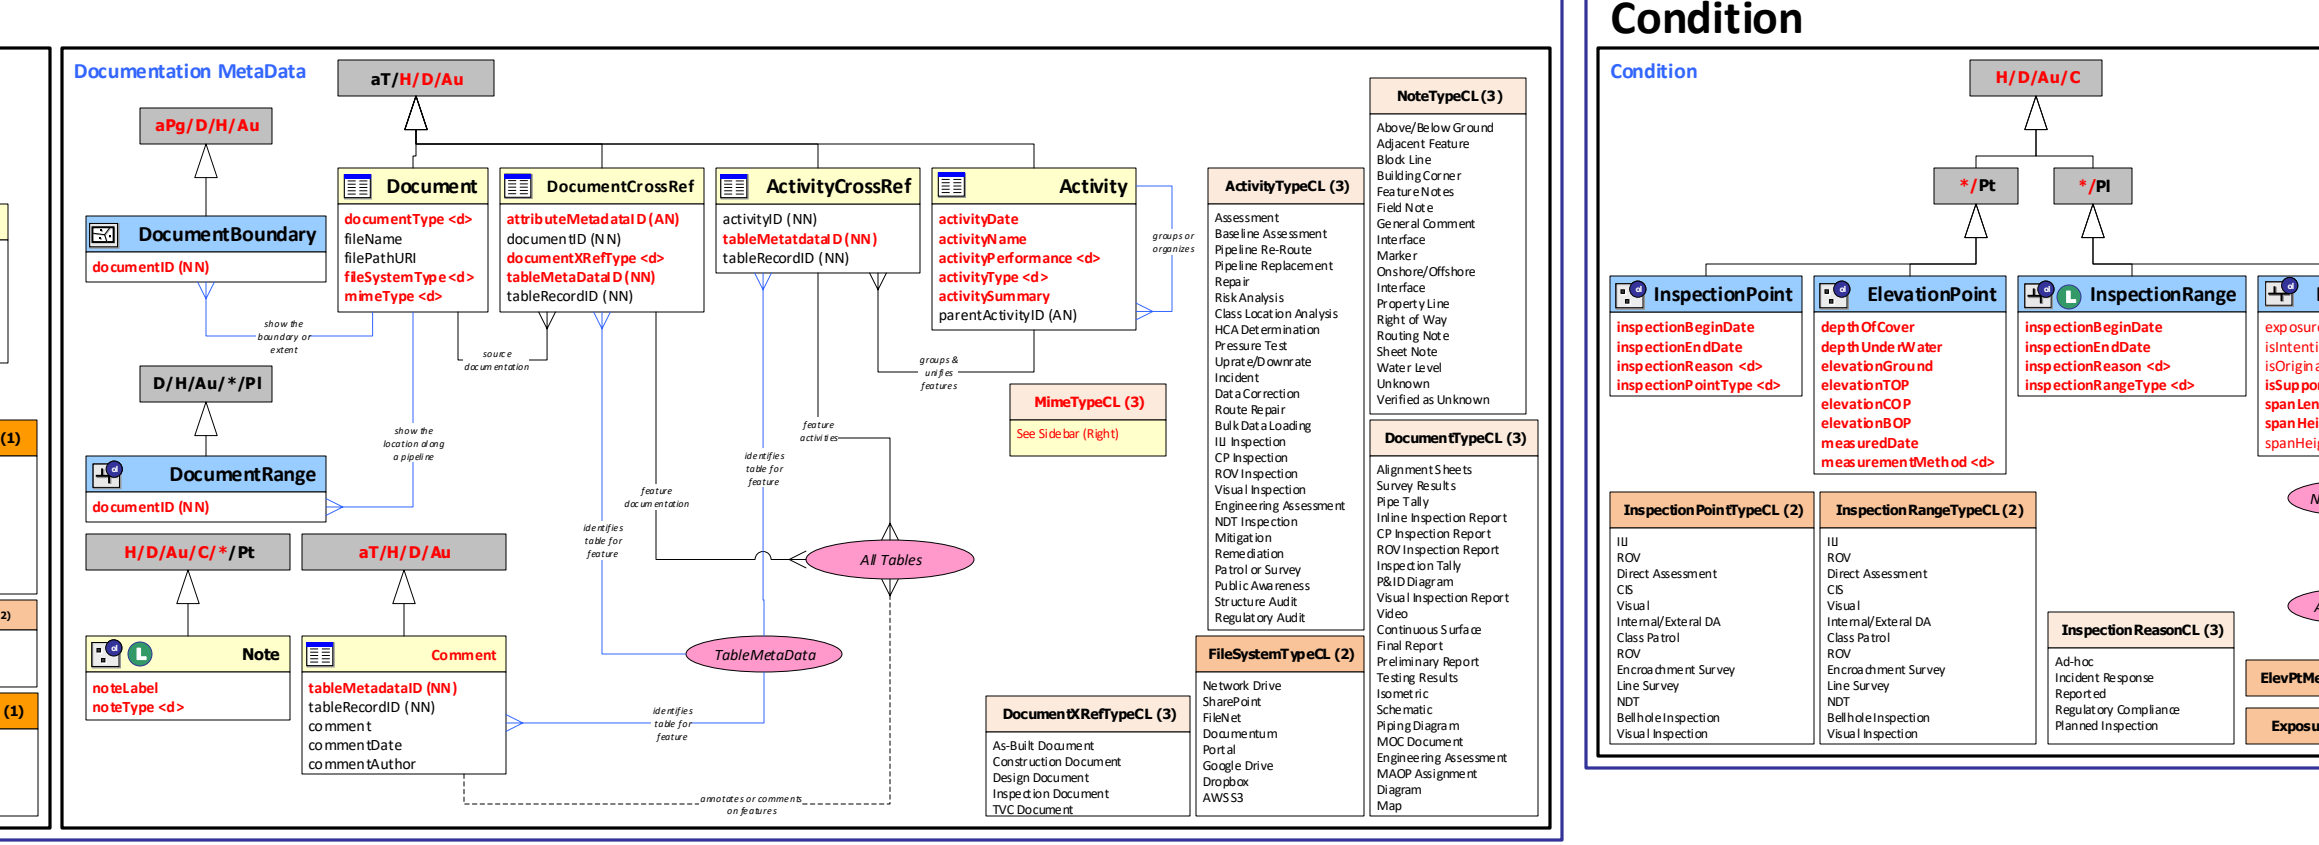 Condition
Documentation MetaData
aT/H/D/Au
aPg/D/H/Au
DocumentBoundary
documentID (NN)
show the
boundary or
extent
Document
documentType <d>
fileName
filePathURI
fileSystemType <d>
mimeType <d>
DocumentCrossRef
attributeMetadataID (AN)
documentID (NN)
documentXRefType <d>
tableMetaDataID (NN)
tableRecordID (NN)
ActivityCrossRef
activityID (NN)
tableMetatdataID (NN)
tableRecordID (NN)
Activity
activityDate
activityName
activityPerformance <d>
activityType <d>
activitySummary
parentActivityID (AN)
groups or
organizes
source
documentation
groups &
unifies
features
D/H/Au/*/Pl
DocumentRange
documentID (NN)
show the
location along
a pipeline
feature
activities
identifies
table for
feature
feature
documentation
identifies
table for
feature
MimeTypeCL (3)
See Sidebar (Right)
All Tables
TableMetaData
H/D/Au/C/*/Pt
Note
noteLabel
noteType <d>
aT/H/D/Au
Comment
tableMetadataID (NN)
tableRecordID (NN)
comment
commentDate
commentAuthor
identifies
table for
feature
annotates or comments
on features
(1)
2)
(1)
DocumentXRefTypeCL (3)
As-Built Document
Construction Document
Design Document
Inspection Document
TVC Document
ActivityTypeCL (3)
Assessment
Baseline Assessment
Pipeline Re-Route
Pipeline Replacement
Repair
Risk Analysis
Class Location Analysis
HCA Determination
Pressure Test
Uprate/Downrate
Incident
Data Correction
Route Repair
Bulk Data Loading
ILI Inspection
CP Inspection
ROV Inspection
Visual Inspection
Engineering Assessment
NDT Inspection
Mitigation
Remediation
Patrol or Survey
Public Awareness
Structure Audit
Regulatory Audit
FileSystemTypeCL (2)
Network Drive
SharePoint
FileNet
Documentum
Portal
Google Drive
Dropbox
AWS S3
NoteTypeCL (3)
Above/Below Ground
Adjacent Feature
Block Line
Building Corner
Feature Notes
Field Note
General Comment
Interface
Marker
Onshore/Offshore
Interface
Property Line
Right of Way
Routing Note
Sheet Note
Water Level
Unknown
Verified as Unknown
DocumentTypeCL (3)
Alignment Sheets
Survey Results
Pipe Tally
Inline Inspection Report
CP Inspection Report
ROV Inspection Report
Inspection Tally
P&ID Diagram
Visual Inspection Report
Video
Continuous Surface
Final Report
Preliminary Report
Testing Results
Isometric
Schematic
Piping Diagram
MOC Document
Engineering Assessment
MAOP Assignment
Diagram
Map
Condition
H/D/Au/C
*/Pt
*/Pl
InspectionPoint
inspectionBeginDate
inspectionEndDate
inspectionReason <d>
inspectionPointType <d>
ElevationPoint
depthOfCover
depthUnderWater
elevationGround
elevationTOP
elevationCOP
elevationBOP
measuredDate
measurementMethod <d>
InspectionRange
inspectionBeginDate
inspectionEndDate
inspectionReason <d>
inspectionRangeType <d>
exposur
isIntenti
isOrigina
isSuppor
spanLen
spanHei
spanHeig
InspectionPointTypeCL (2)
ILI
ROV
Direct Assessment
CIS
Visual
Internal/Exteral DA
Class Patrol
ROV
Encroachment Survey
Line Survey
NDT
Bellhole Inspection
Visual Inspection
InspectionRangeTypeCL (2)
ILI
ROV
Direct Assessment
CIS
Visual
Internal/Exteral DA
Class Patrol
ROV
Encroachment Survey
Line Survey
NDT
Bellhole Inspection
Visual Inspection
InspectionReasonCL (3)
Ad-hoc
Incident Response
Reported
Regulatory Compliance
Planned Inspection
ElevPtMe
Exposu